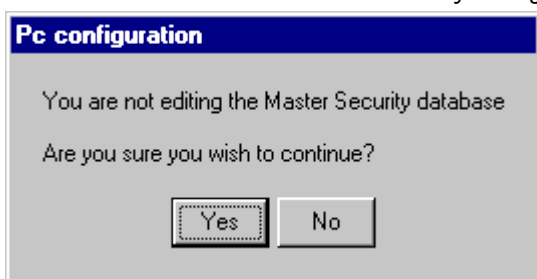 Pc configuration
You are not editing the Master Security database
Are you sure you wish to continue?
Yes No